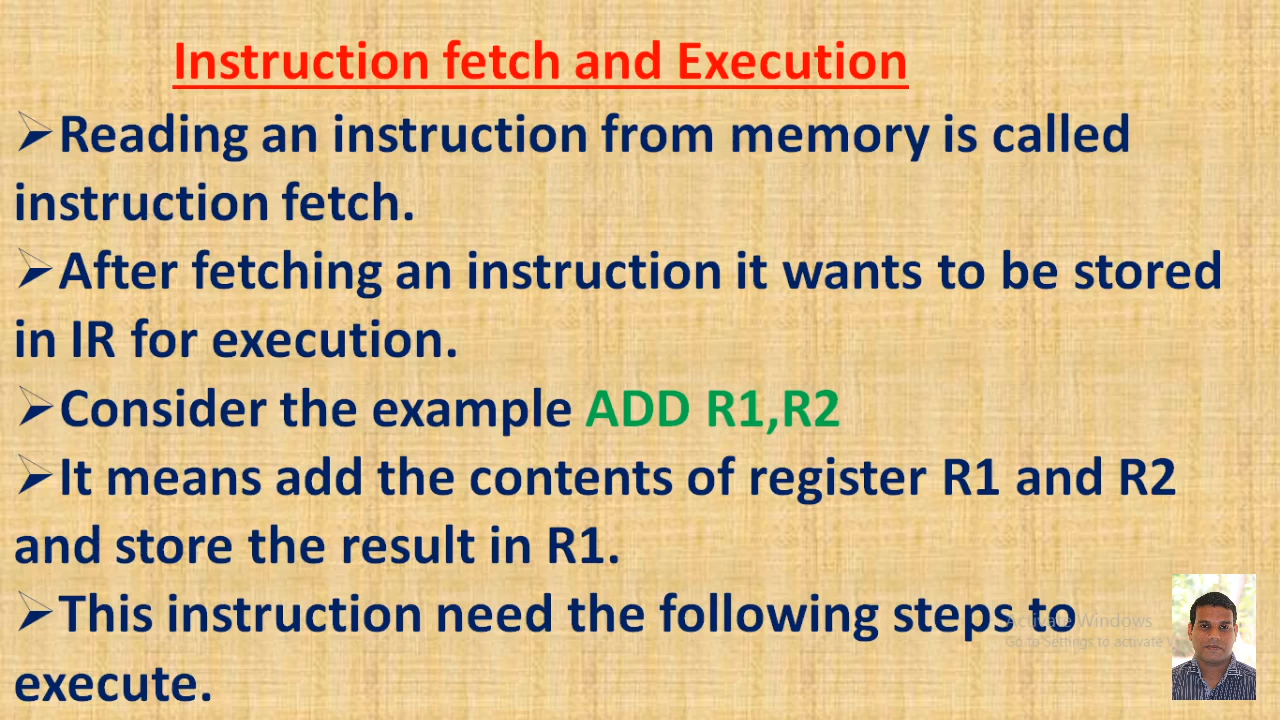 Instruction fetch and Execution
➢Reading an instruction from memory is called
instruction fetch.
➢After fetching an instruction it wants to be stored
in IR for execution.
➢Consider the example ADD R1,R2
➢It means add the contents of register R1 and R2
and store the result in R1.
➢This instruction need the following steps to
execute.
Activate Windows
Go to Settings to activate